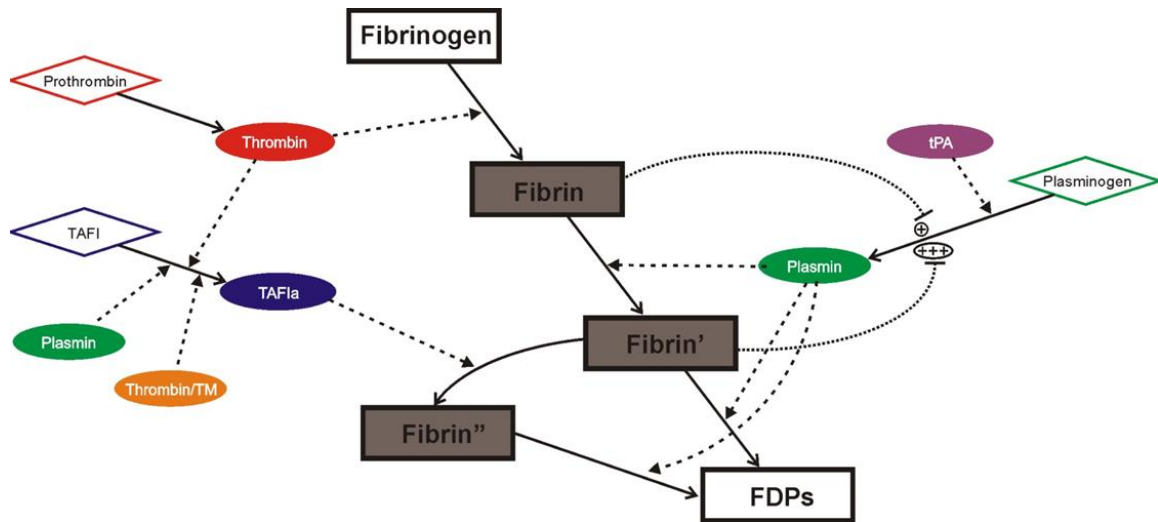 Fibrinogen
Prothrombin
Thrombin
tPA
Fibrin
Plasminogen
TAFI
+
+++
Plasmin
TAFIa
Plasmin
Fibrin’
Thrombin/TM
Fibrin”
FDPs